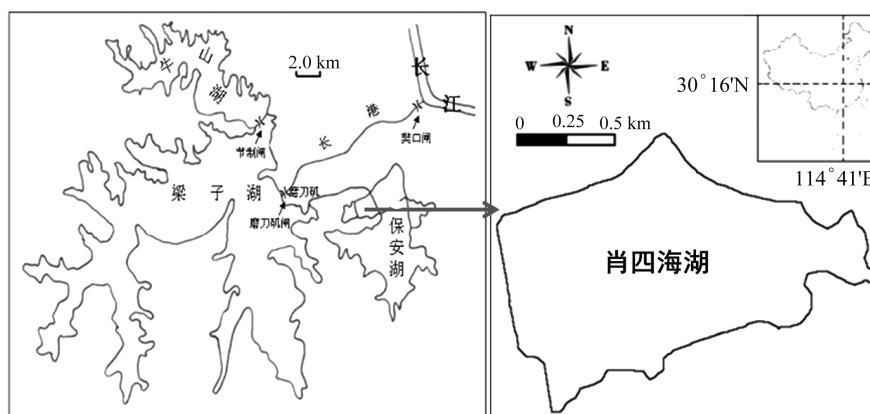 牛山湖
2.0 km
长江
节制闸
长港
樊口闸
梁子湖
磨刀矶
磨刀矶闸
保安湖
N
W E
S
0 0.25 0.5 km
30°16'N
114°41'E
肖四海湖